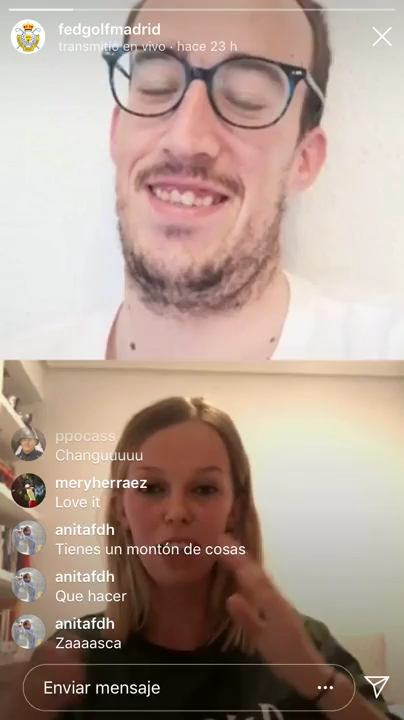 fedgolfmadrid
transmitió en vivo · hace 23 h
ppocass
Changuuuuu
meryherraez
Love it
anitafdh
Tienes un montón de cosas
anitafdh
Que hacer
anitafdh
Zaaaasca
Enviar mensaje